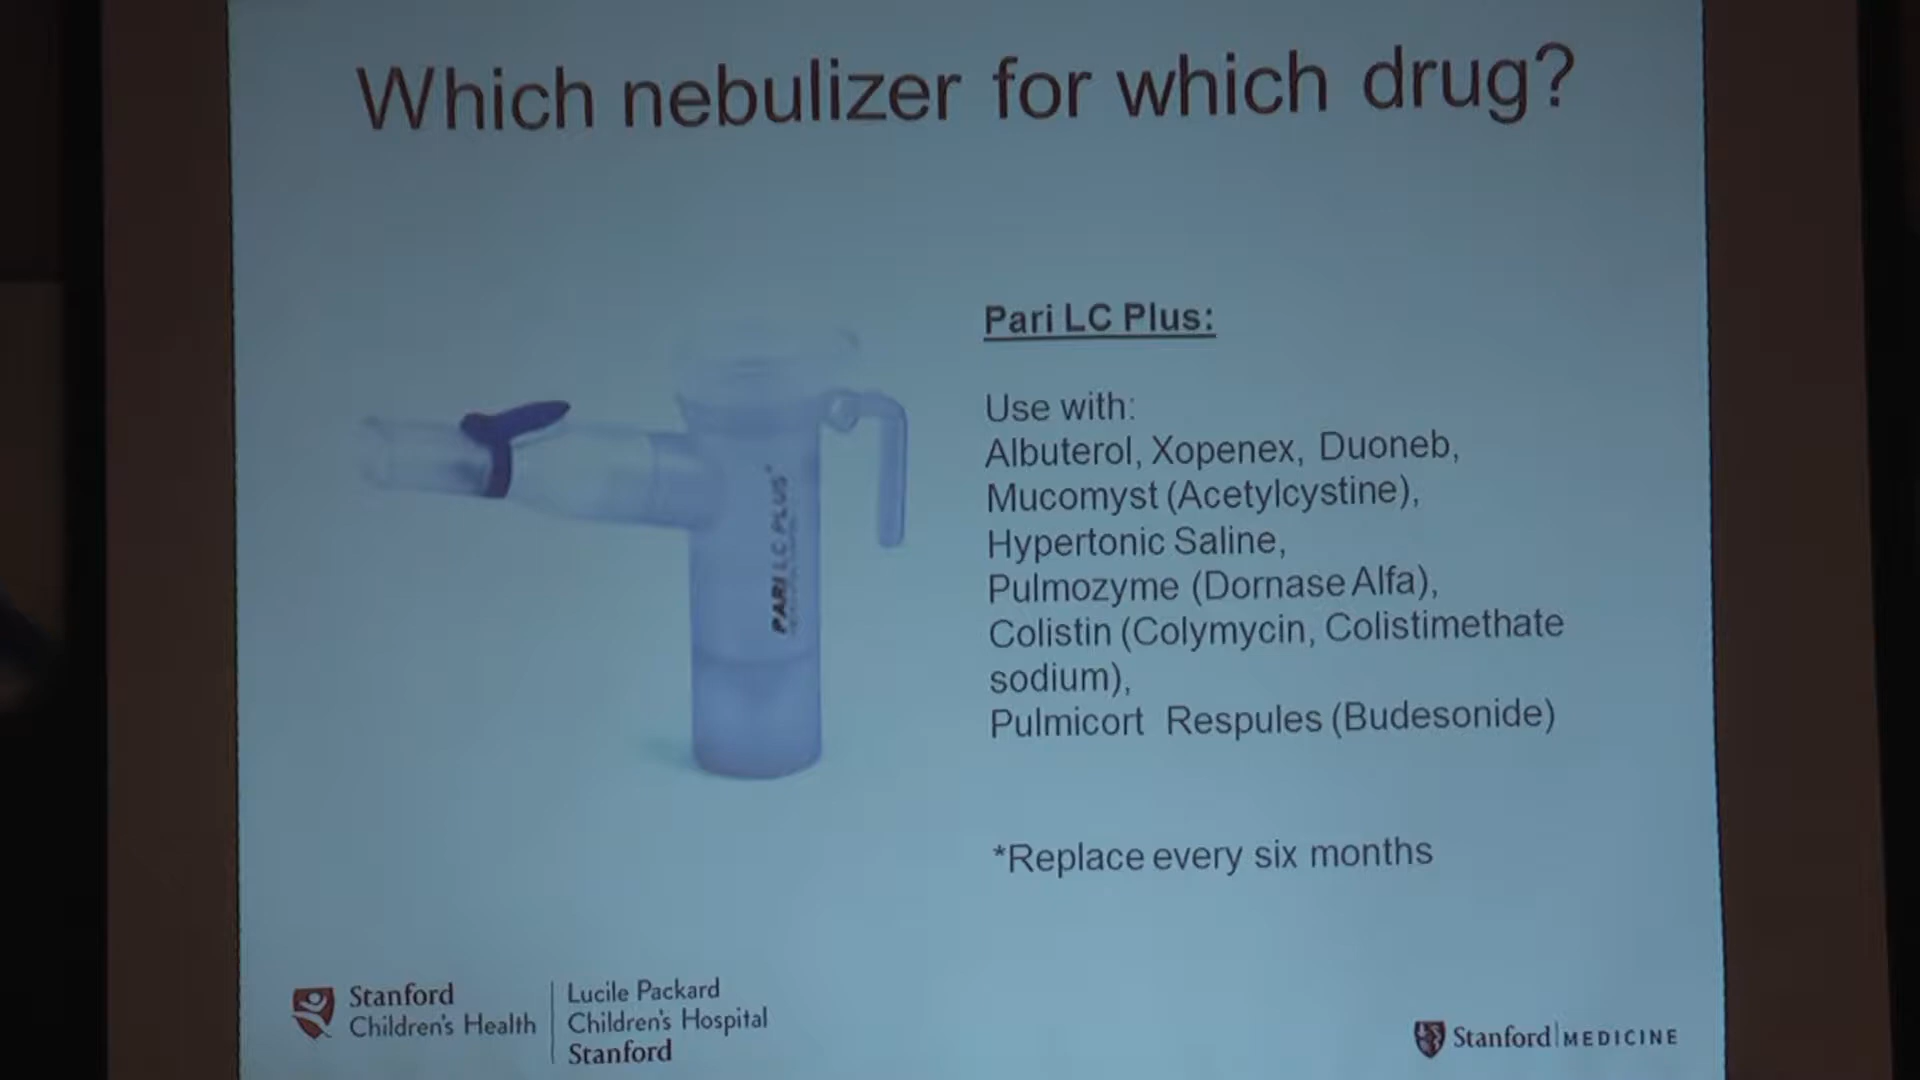 Which nebulizer for which drug?
PARI LC PLUS
Pari LC Plus:
Use with:
Albuterol, Xopenex, Duoneb,
Mucomyst (Acetylcystine),
Hypertonic Saline,
Pulmozyme (Dornase Alfa),
Colistin (Colymycin, Colistimethate
sodium),
Pulmicort Respules (Budesonide)
*Replace every six months
Stanford
Children's Health
Lucile Packard
Children's Hospital
Stanford
Stanford MEDICINE